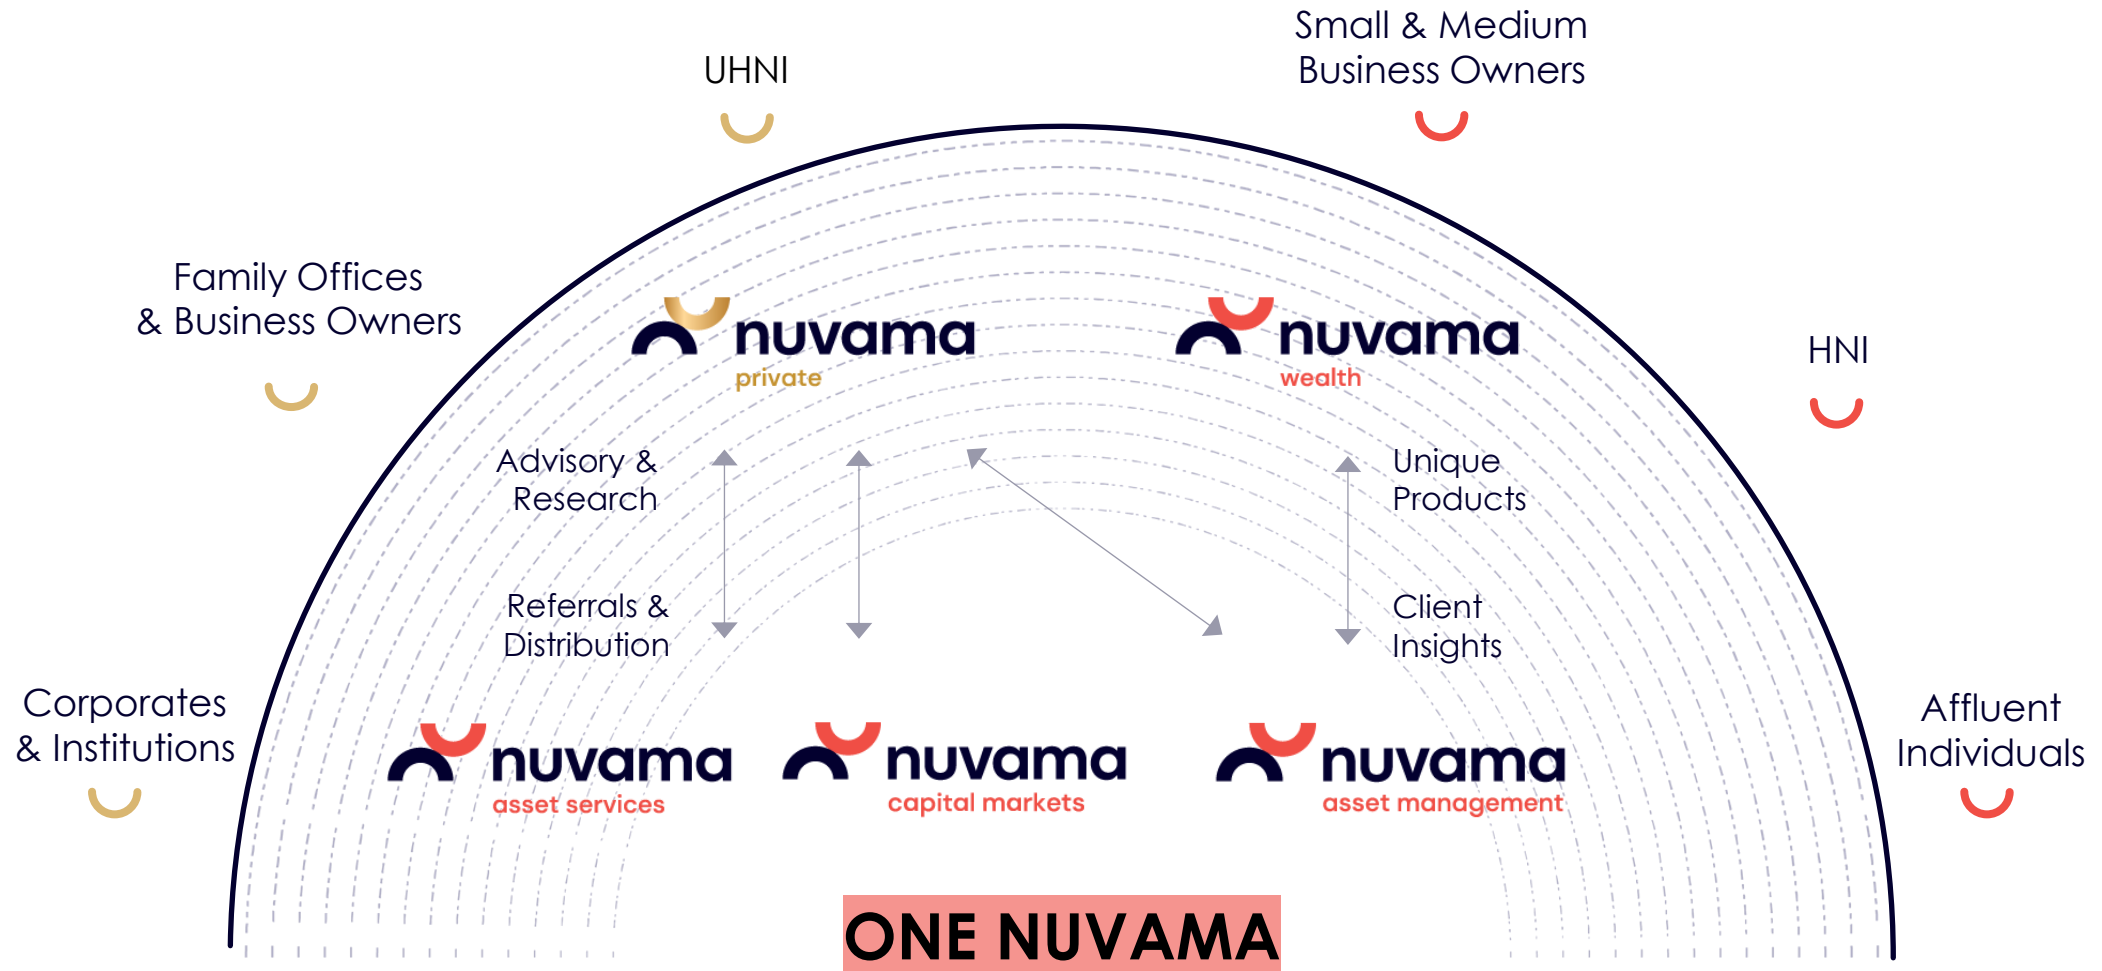 Small & Medium
Business Owners
UHNI
Family Offices
& Business Owners
HNI
nuvama
private
nuvama
wealth
Advisory &
Research
Unique
Products
Referrals &
Distribution
Client
Insights
Corporates
& Institutions
Affluent
Individuals
nuvama
asset services
nuvama
capital markets
nuvama
asset management
ONE NUVAMA